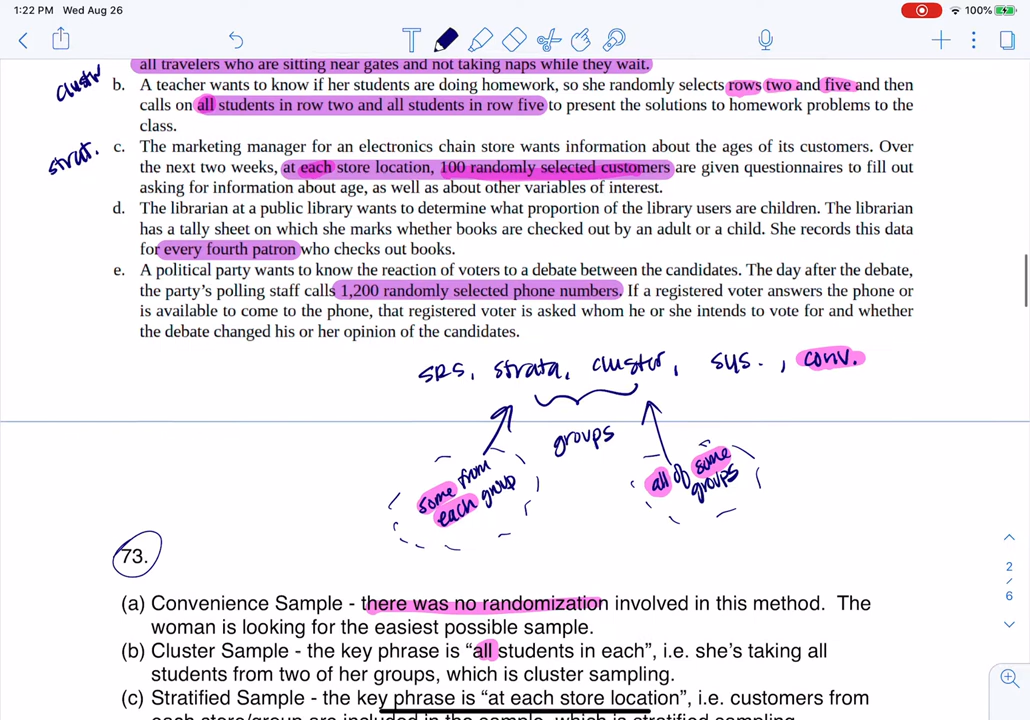 1:22 PM Wed Aug 26
100%
all travelers who are sitting near gates and not taking naps while they wait.
cluster
b. A teacher wants to know if her students are doing homework, so she randomly selects rows two and five and then
calls on all students in row two and all students in row five to present the solutions to homework problems to the
class.
strat.
c. The marketing manager for an electronics chain store wants information about the ages of its customers. Over
the next two weeks, at each store location, 100 randomly selected customers are given questionnaires to fill out
asking for information about age, as well as about other variables of interest.
d. The librarian at a public library wants to determine what proportion of the library users are children. The librarian
has a tally sheet on which she marks whether books are checked out by an adult or a child. She records this data
for every fourth patron who checks out books.
e. A political party wants to know the reaction of voters to a debate between the candidates. The day after the debate,
the party's polling staff calls 1,200 randomly selected phone numbers. If a registered voter answers the phone or
is available to come to the phone, that registered voter is asked whom he or she intends to vote for and whether
the debate changed his or her opinion of the candidates.
SRS, strata, cluster, sys., conv.
groups
some from
each group
all of some
groups
73.
2
/
6
(a) Convenience Sample - there was no randomization involved in this method. The
woman is looking for the easiest possible sample.
(b) Cluster Sample - the key phrase is "all students in each", i.e. she's taking all
students from two of her groups, which is cluster sampling.
(c) Stratified Sample - the key phrase is "at each store location", i.e. customers from
each store/group are included in the sample, which is stratified sampling.